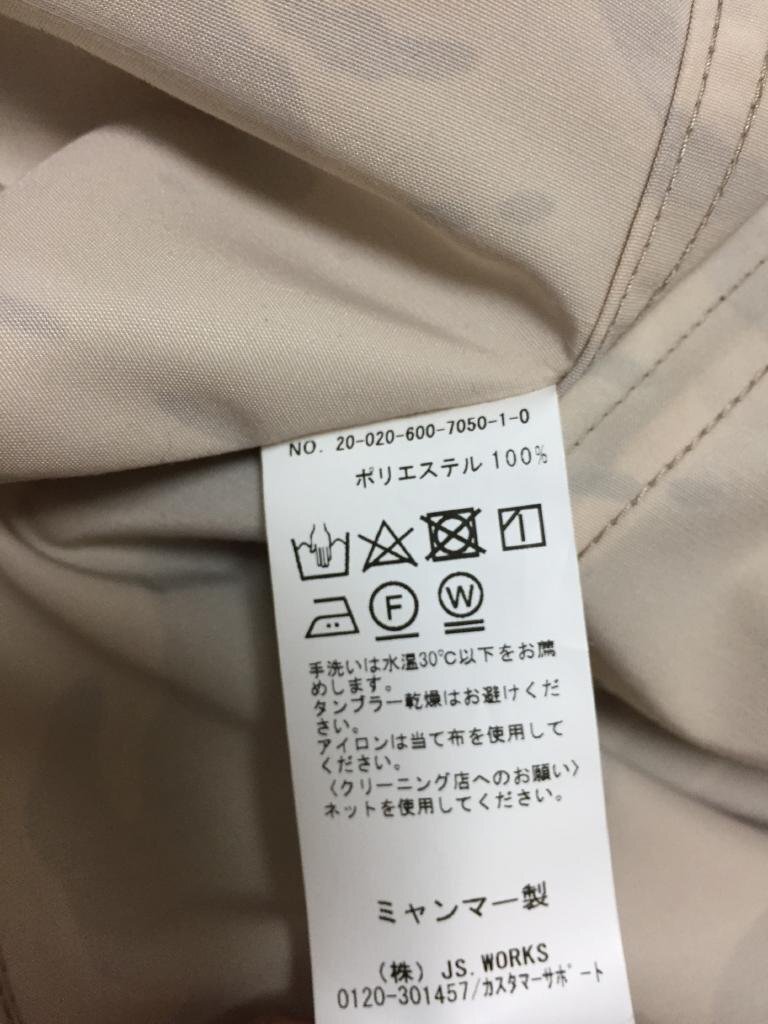 NO. 20-020-600-7050-1-0
ポリエステル 100%
F
W
手洗いは水温30℃以下をお薦
めします。
タンブラー乾燥はお避けくだ
さい。
アイロンは当て布を使用して
ください。
〈クリーニング店へのお願い〉
ネットを使用してください。
ミャンマー製
(株) JS.WORKS
0120-301457/カスタマーサポート